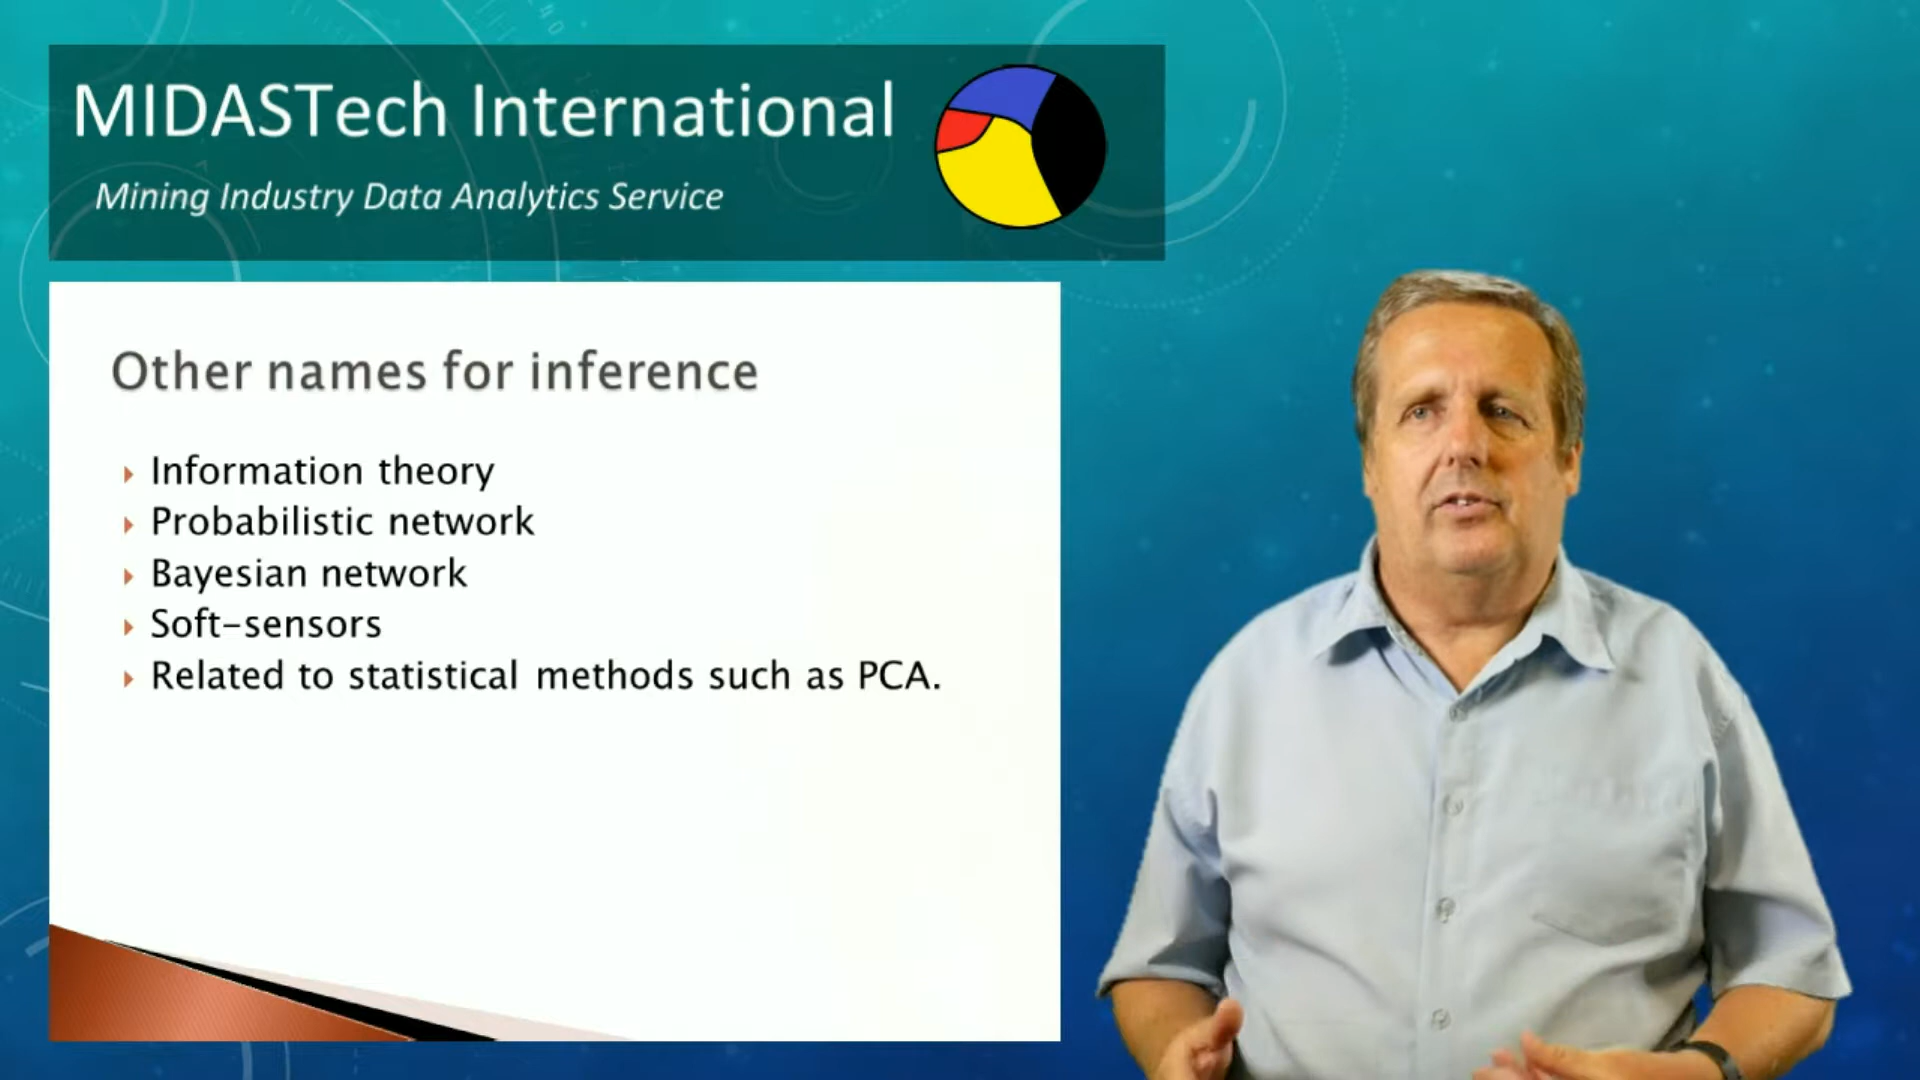 MIDASTech International
Mining Industry Data Analytics Service
Other names for inference
Information theory
Probabilistic network
Bayesian network
Soft-sensors
Related to statistical methods such as PCA.